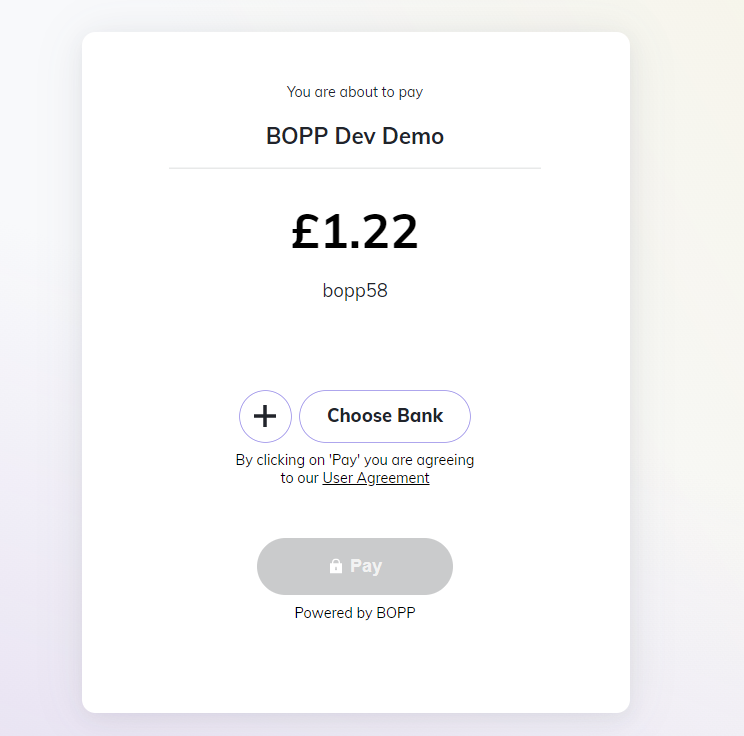 You are about to pay
BOPP Dev Demo
£1.22
bopp58
+ Choose Bank
By clicking on 'Pay' you are agreeing
to our User Agreement
Pay
Powered by BOPP